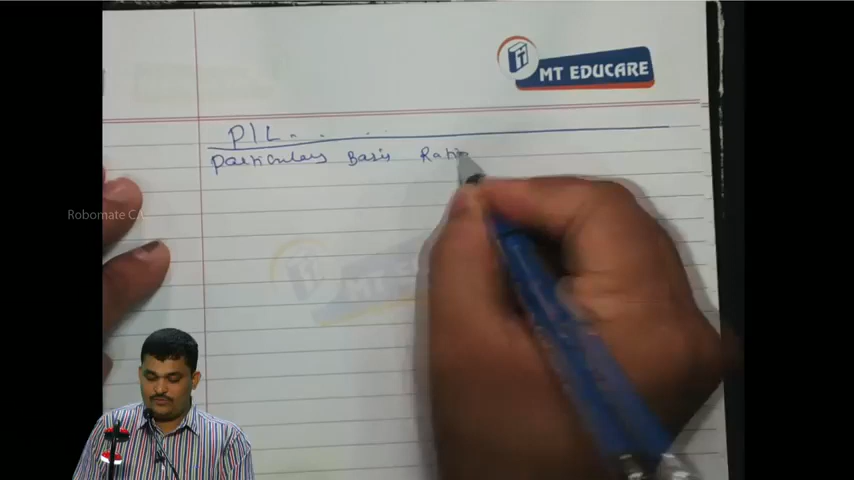 MT EDUCARE
P/L . . .
Particulars Basis Ratio
Robomate CA